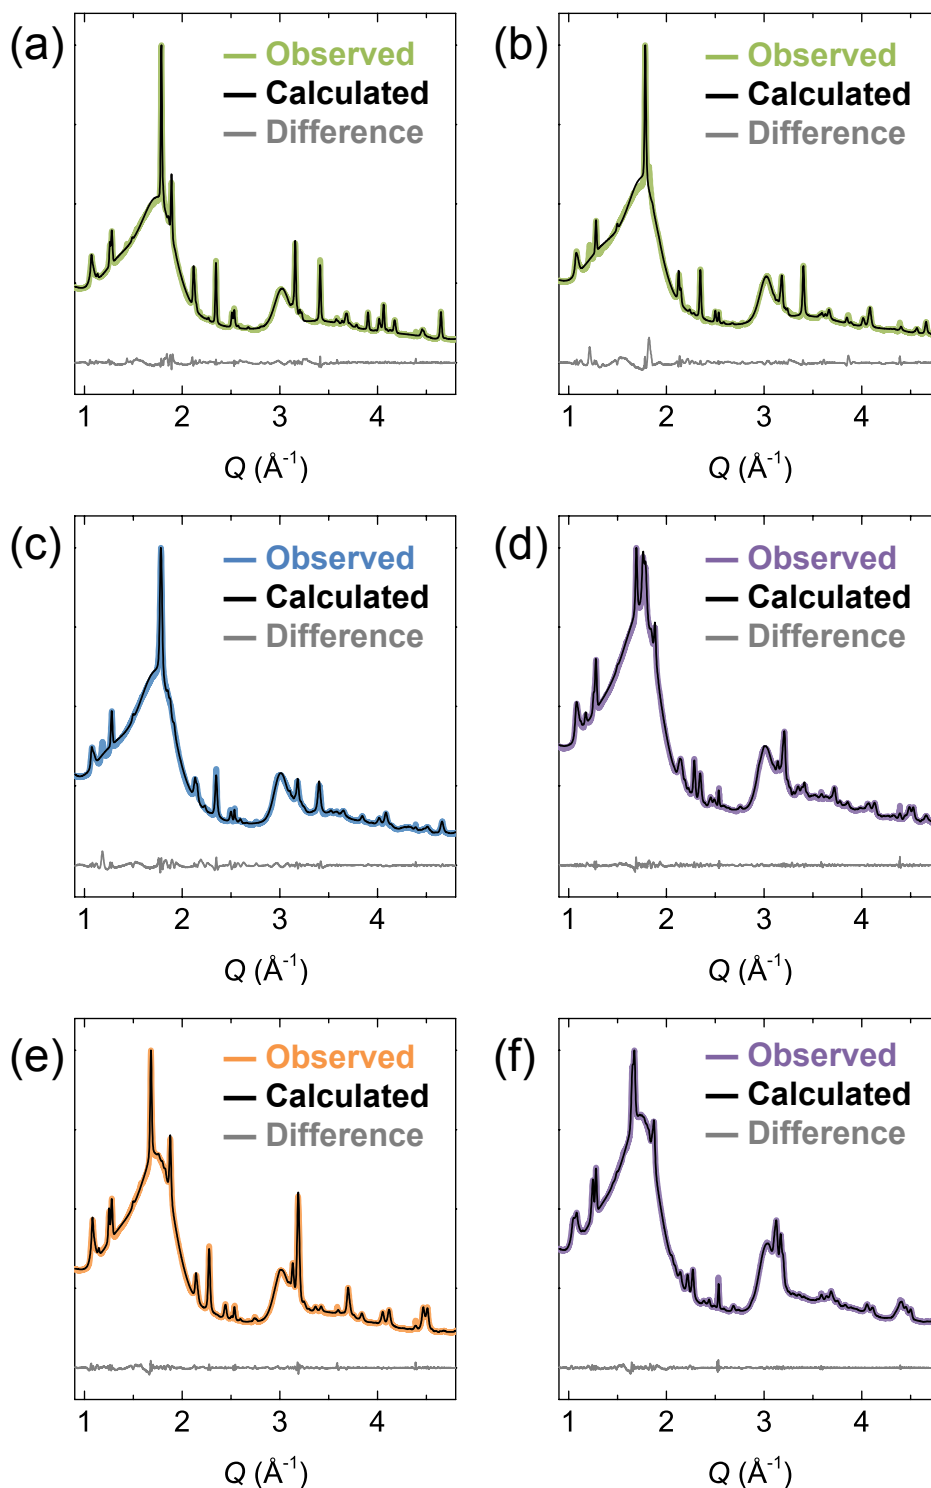 (a)
Observed
Calculated
Difference
1 2 3 4
Q (Å⁻¹)
(b)
Observed
Calculated
Difference
1 2 3 4
Q (Å⁻¹)
(c)
Observed
Calculated
Difference
1 2 3 4
Q (Å⁻¹)
(d)
Observed
Calculated
Difference
1 2 3 4
Q (Å⁻¹)
(e)
Observed
Calculated
Difference
1 2 3 4
Q (Å⁻¹)
(f)
Observed
Calculated
Difference
1 2 3 4
Q (Å⁻¹)